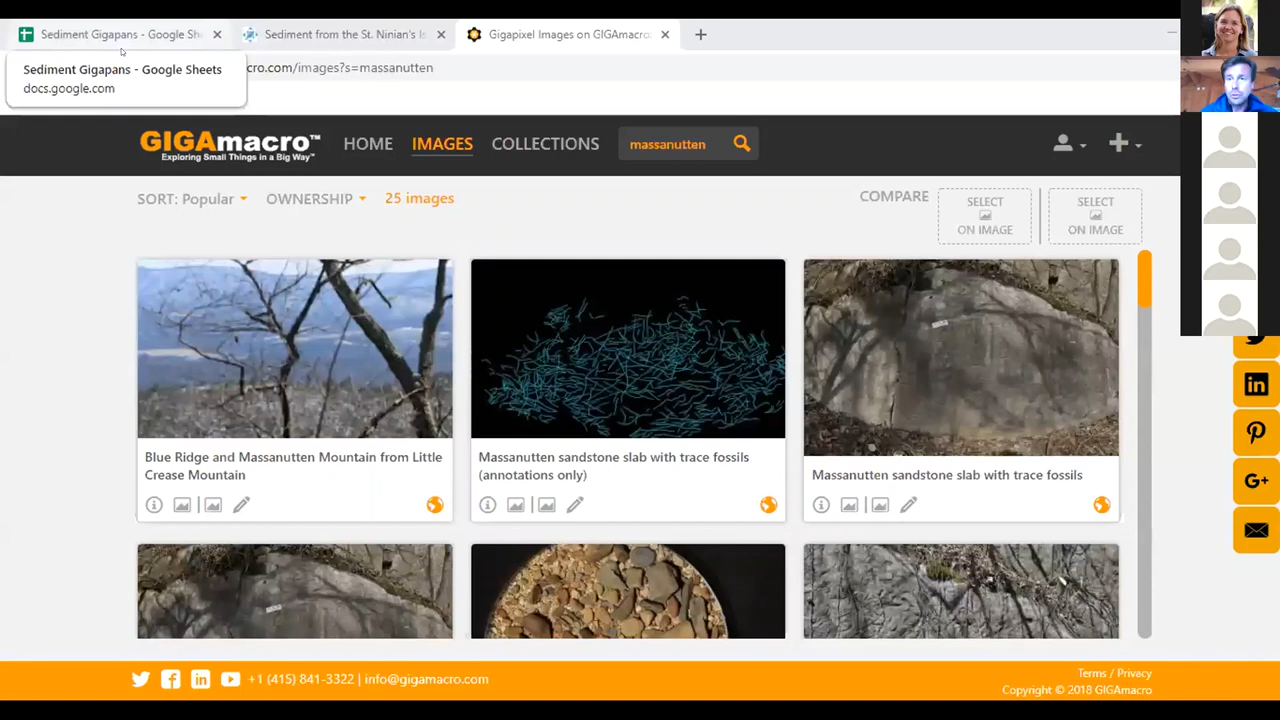 Sediment Gigapans - Google She
Sediment from the St. Ninian's Is
Gigapixel Images on GIGAmacro:
Sediment Gigapans - Google Sheets
docs.google.com
cro.com/images?s=massanutten
GIGAmacro™
Exploring Small Things in a Big Way™
HOME
IMAGES
COLLECTIONS
massanutten
SORT: Popular
OWNERSHIP
25 images
COMPARE
SELECT
ON IMAGE
SELECT
ON IMAGE
Blue Ridge and Massanutten Mountain from Little
Crease Mountain
Massanutten sandstone slab with trace fossils
(annotations only)
Massanutten sandstone slab with trace fossils
+1 (415) 841-3322 | info@gigamacro.com
Terms / Privacy
Copyright © 2018 GIGAmacro